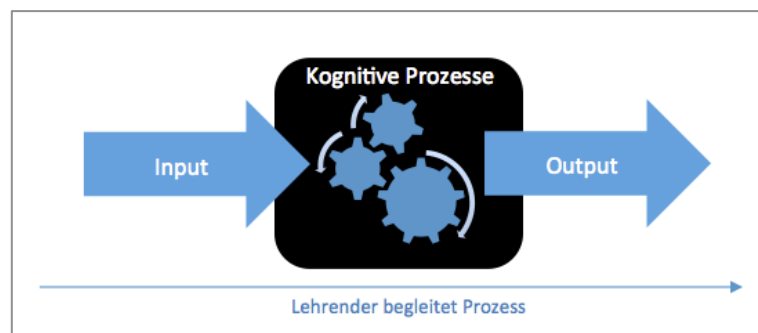 Kognitive Prozesse
Input
Output
Lehrender begleitet Prozess